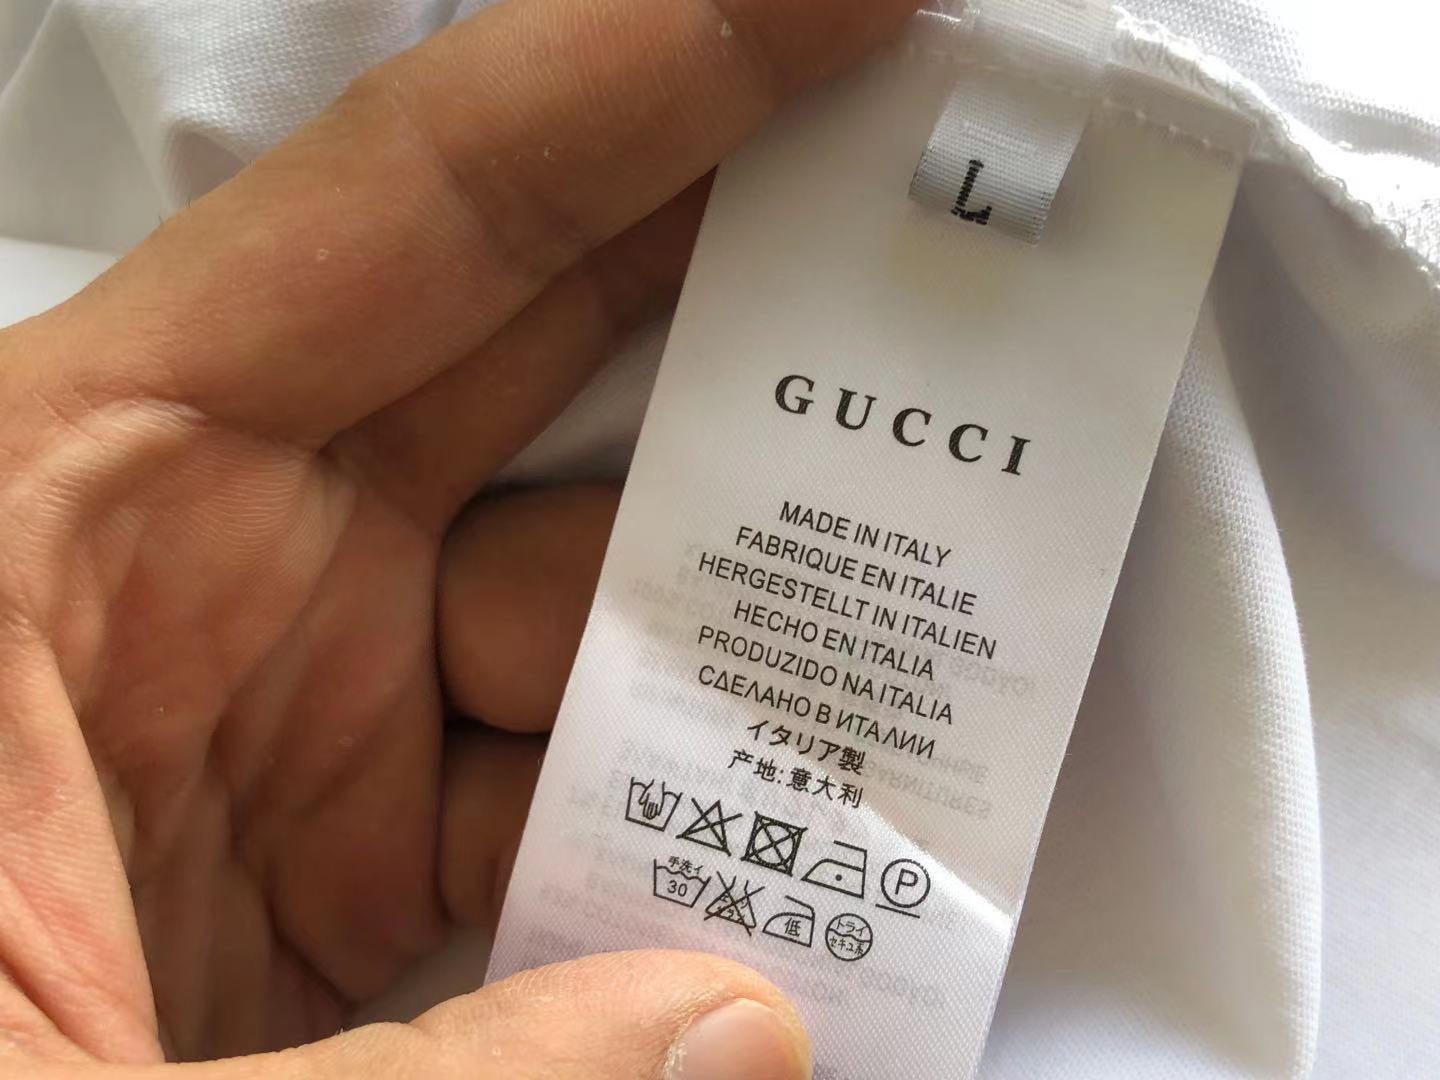 L
GUCCI
MADE IN ITALY
FABRIQUE EN ITALIE
HERGESTELLT IN ITALIEN
HECHO EN ITALIA
PRODUZIDO NA ITALIA
CΔEΛAHO B ИTAΛИИ
イタリア製
产地:意大利
P
手洗イ
30
低
ドライ
セキユ系